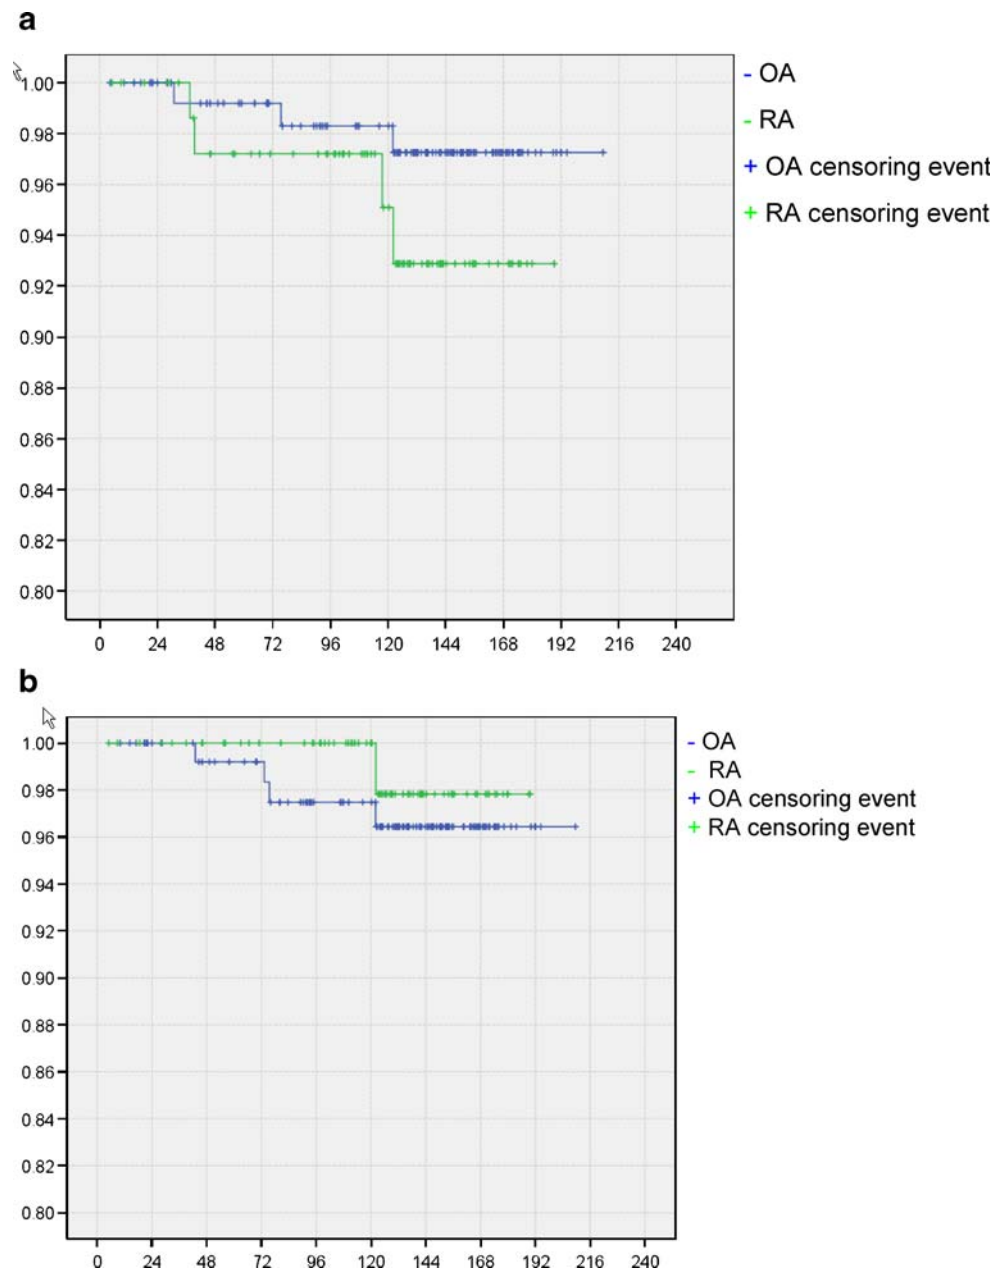 a
1.00
0.98
0.96
0.94
0.92
0.90
0.88
0.86
0.84
0.82
0.80
0 24 48 72 96 120 144 168 192 216 240
- OA
- RA
+ OA censoring event
+ RA censoring event
b
1.00
0.98
0.96
0.94
0.92
0.90
0.88
0.86
0.84
0.82
0.80
0 24 48 72 96 120 144 168 192 216 240
- OA
- RA
+ OA censoring event
+ RA censoring event